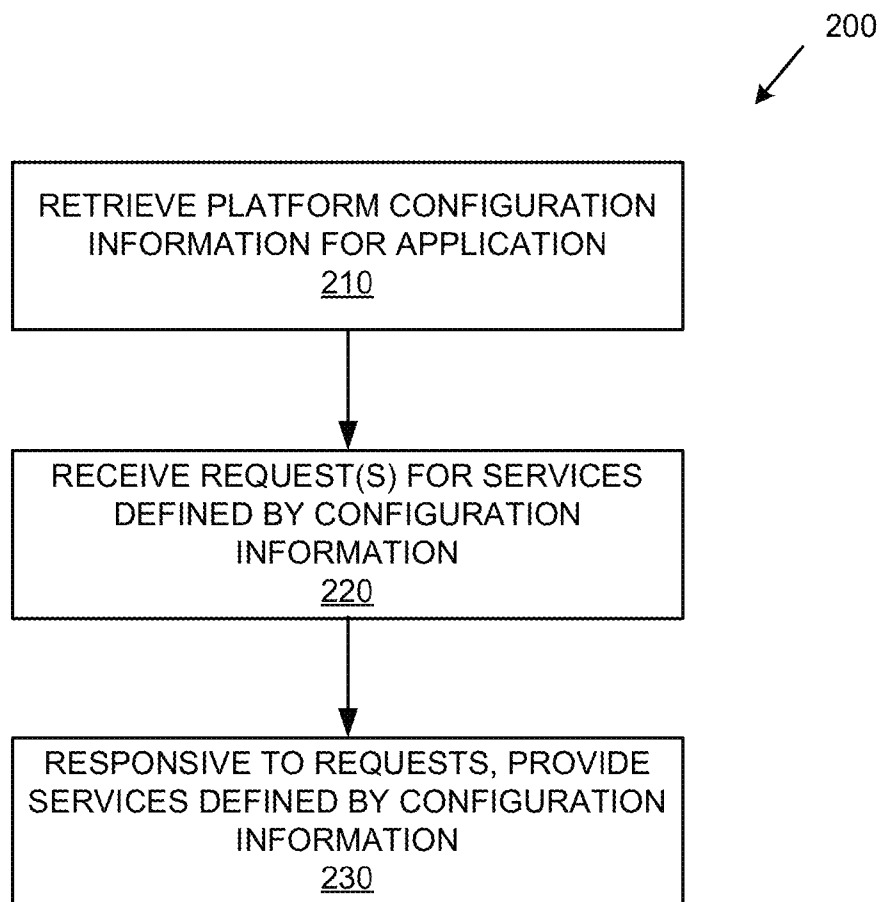 200
RETRIEVE PLATFORM CONFIGURATION
INFORMATION FOR APPLICATION
210
RECEIVE REQUEST(S) FOR SERVICES
DEFINED BY CONFIGURATION
INFORMATION
220
RESPONSIVE TO REQUESTS, PROVIDE
SERVICES DEFINED BY CONFIGURATION
INFORMATION
230